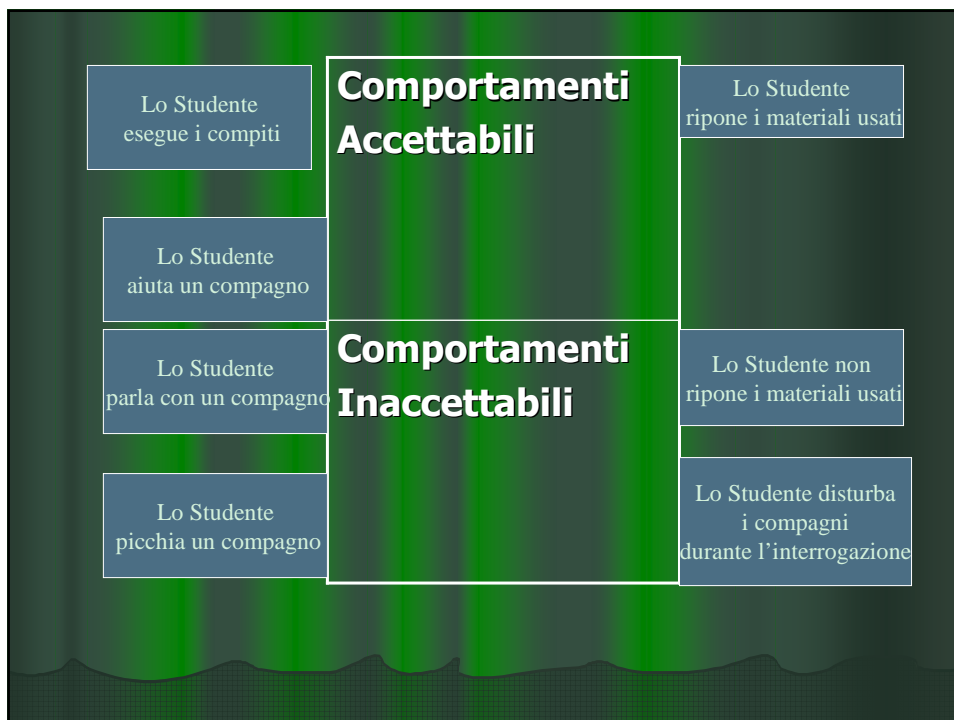 Lo Studente
esegue i compiti
Comportamenti
Accettabili
Lo Studente
ripone i materiali usati
Lo Studente
aiuta un compagno
Lo Studente
parla con un compagno
Comportamenti
Inaccettabili
Lo Studente non
ripone i materiali usati
Lo Studente
picchia un compagno
Lo Studente disturba
i compagni
durante l’interrogazione